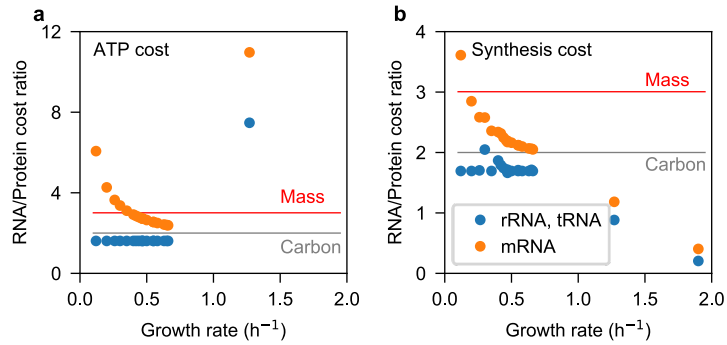 a
ATP cost
RNA/Protein cost ratio
12
8
4
0
Mass
Carbon
0.0 0.5 1.0 1.5 2.0
Growth rate (h⁻¹)
b
Synthesis cost
RNA/Protein cost ratio
4
3
2
1
0
Mass
Carbon
rRNA, tRNA
mRNA
0.0 0.5 1.0 1.5 2.0
Growth rate (h⁻¹)